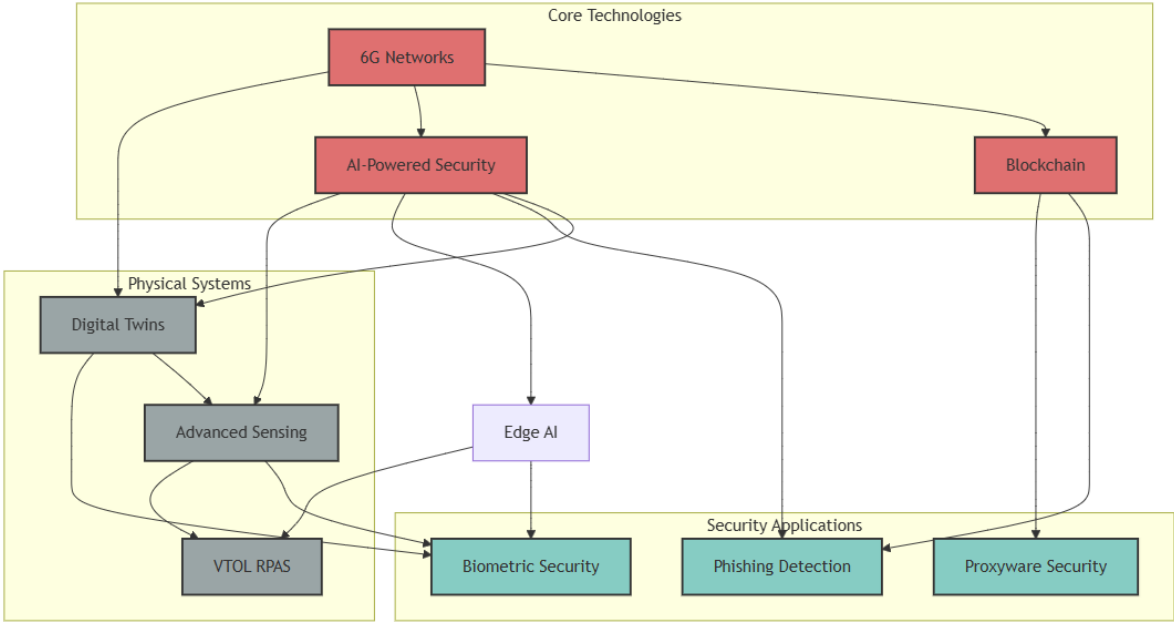 Core Technologies
6G Networks
AI-Powered Security
Blockchain
Physical Systems
Digital Twins
Advanced Sensing
Edge AI
Security Applications
VTOL RPAS
Biometric Security
Phishing Detection
Proxyware Security